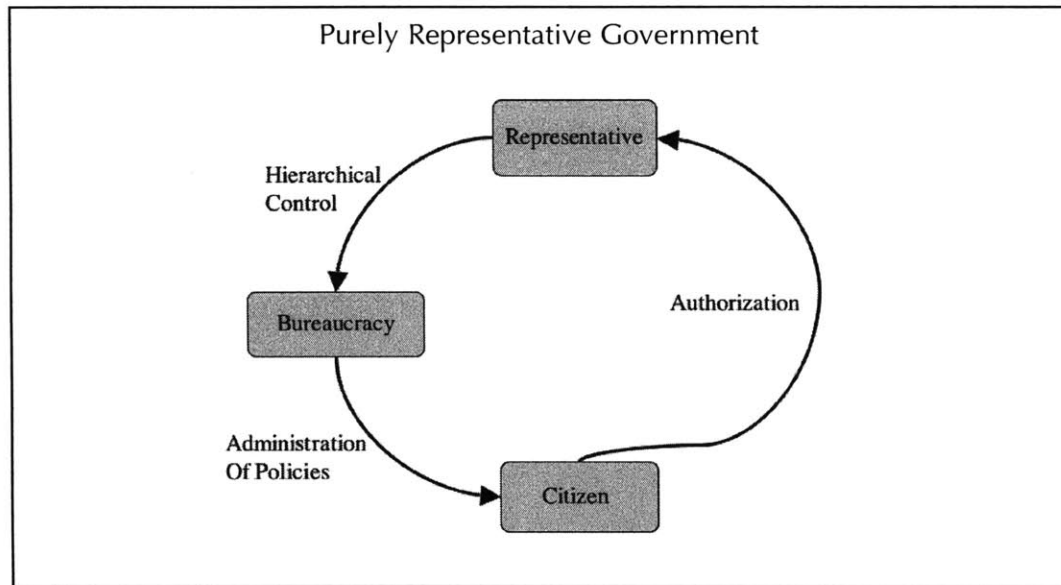 Purely Representative Government
Representative
Hierarchical
Control
Bureaucracy
Authorization
Administration
Of Policies
Citizen